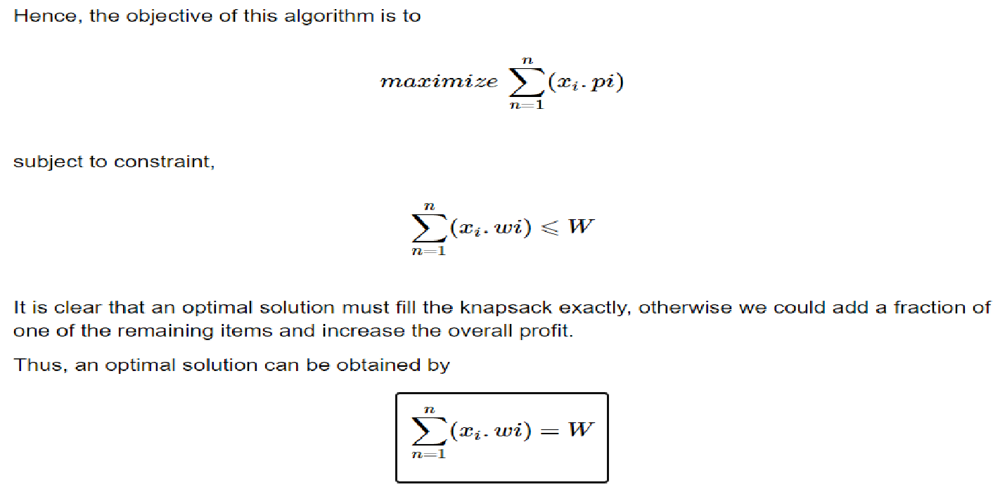 Hence, the objective of this algorithm is to
maximize \sum_{n=1}^{n} (x_i. pi)
subject to constraint,
\sum_{n=1}^{n} (x_i. wi) ⩽ W
It is clear that an optimal solution must fill the knapsack exactly, otherwise we could add a fraction of
one of the remaining items and increase the overall profit.
Thus, an optimal solution can be obtained by
\sum_{n=1}^{n} (x_i. wi) = W